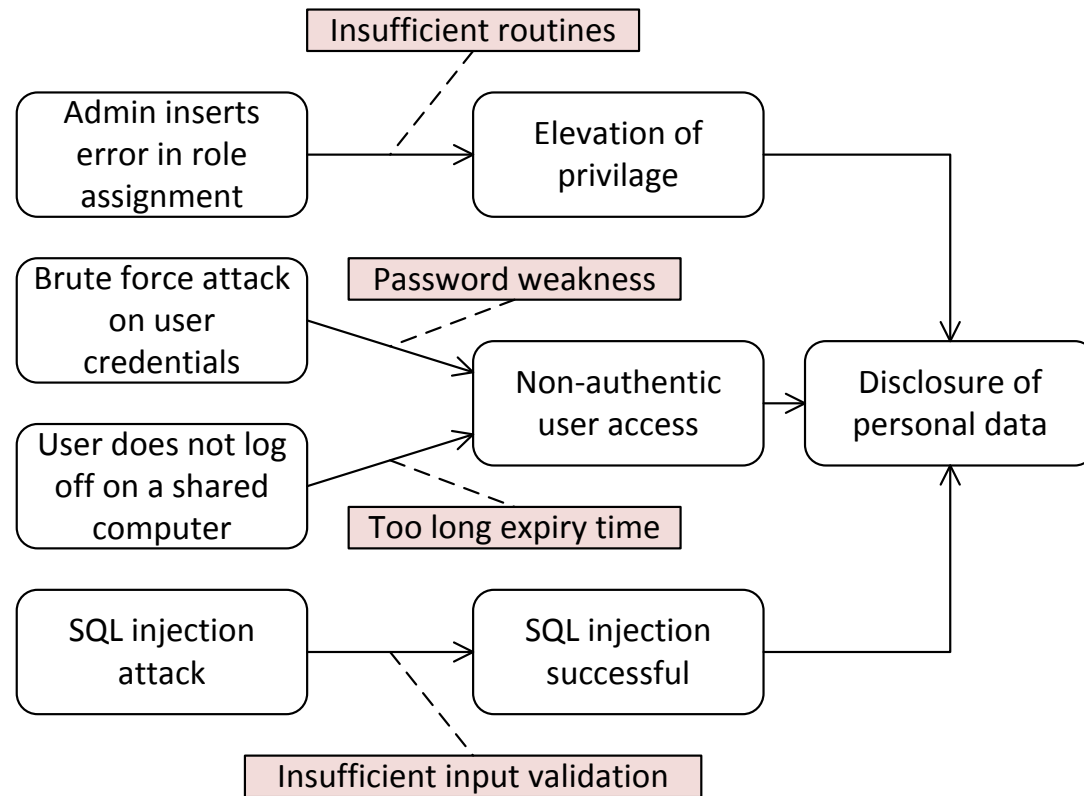 Insufficient routines
Admin inserts
error in role
assignment
Elevation of
privilage
Brute force attack
on user
credentials
Password weakness
Non-authentic
user access
Disclosure of
personal data
User does not log
off on a shared
computer
Too long expiry time
SQL injection
attack
SQL injection
successful
Insufficient input validation